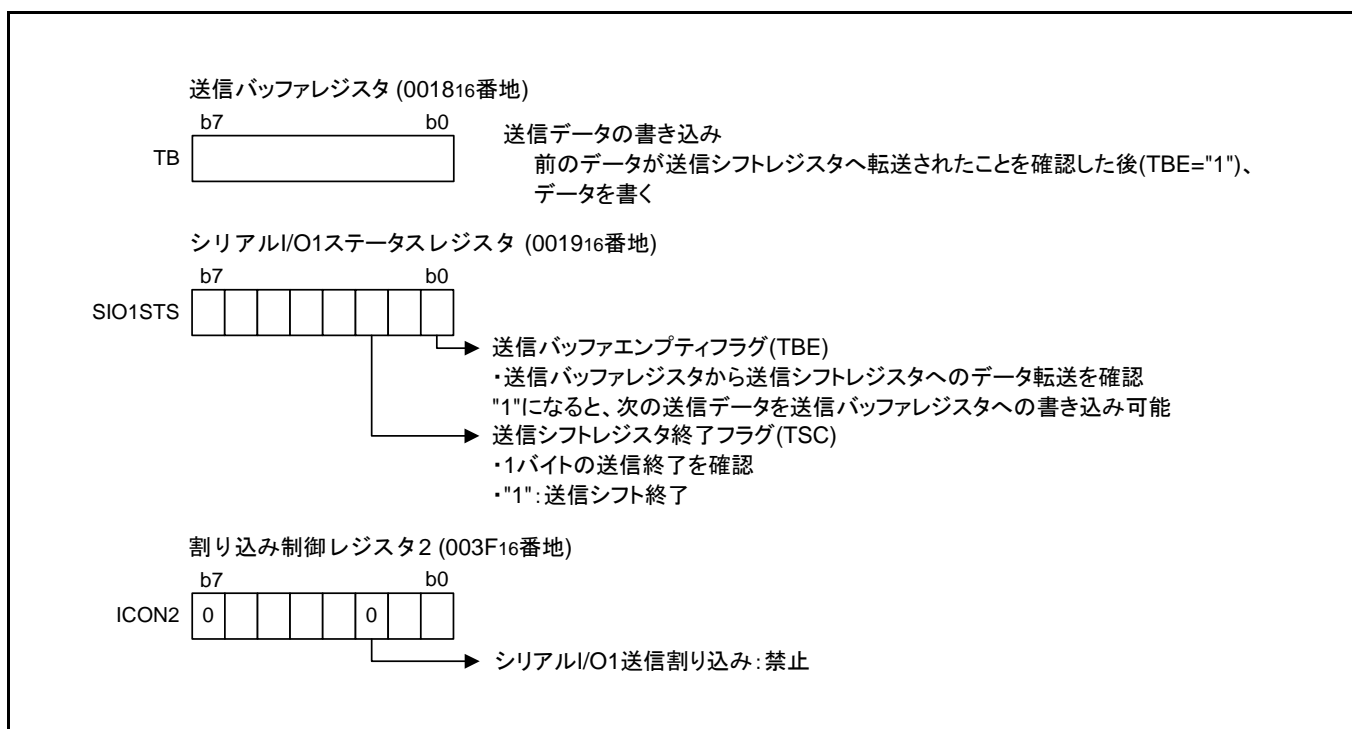 送信バッファレジスタ (001816番地)
b7 b0
TB
送信データの書き込み
前のデータが送信シフトレジスタへ転送されたことを確認した後(TBE="1")、
データを書く
シリアルI/O1ステータスレジスタ (001916番地)
b7 b0
SIO1STS
送信バッファエンプティフラグ(TBE)
・送信バッファレジスタから送信シフトレジスタへのデータ転送を確認
"1"になると、次の送信データを送信バッファレジスタへの書き込み可能
送信シフトレジスタ終了フラグ(TSC)
・1バイトの送信終了を確認
・"1":送信シフト終了
割り込み制御レジスタ2 (003F16番地)
b7 b0
ICON2 0 0
シリアルI/O1送信割り込み:禁止